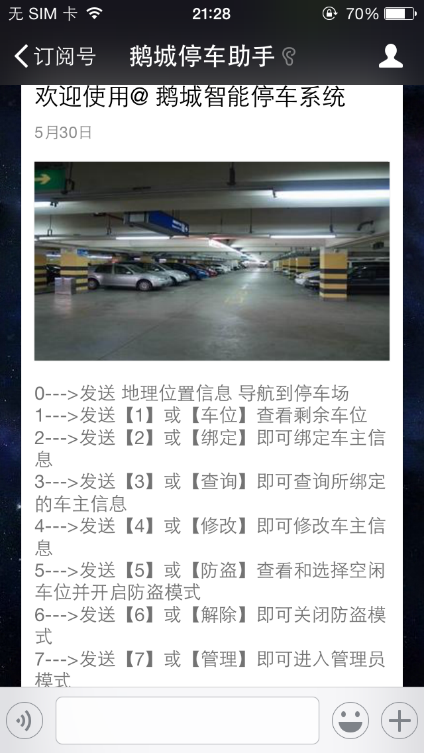 无 SIM 卡 21:28 70%
订阅号 鹅城停车助手
欢迎使用@ 鹅城智能停车系统
5月30日
0--->发送 地理位置信息 导航到停车场
1--->发送【1】或【车位】查看剩余车位
2--->发送【2】或【绑定】即可绑定车主信
息
3--->发送【3】或【查询】即可查询所绑定
的车主信息
4--->发送【4】或【修改】即可修改车主信
息
5--->发送【5】或【防盗】查看和选择空闲
车位并开启防盗模式
6--->发送【6】或【解除】即可关闭防盗模
式
7--->发送【7】或【管理】即可进入管理员
模式